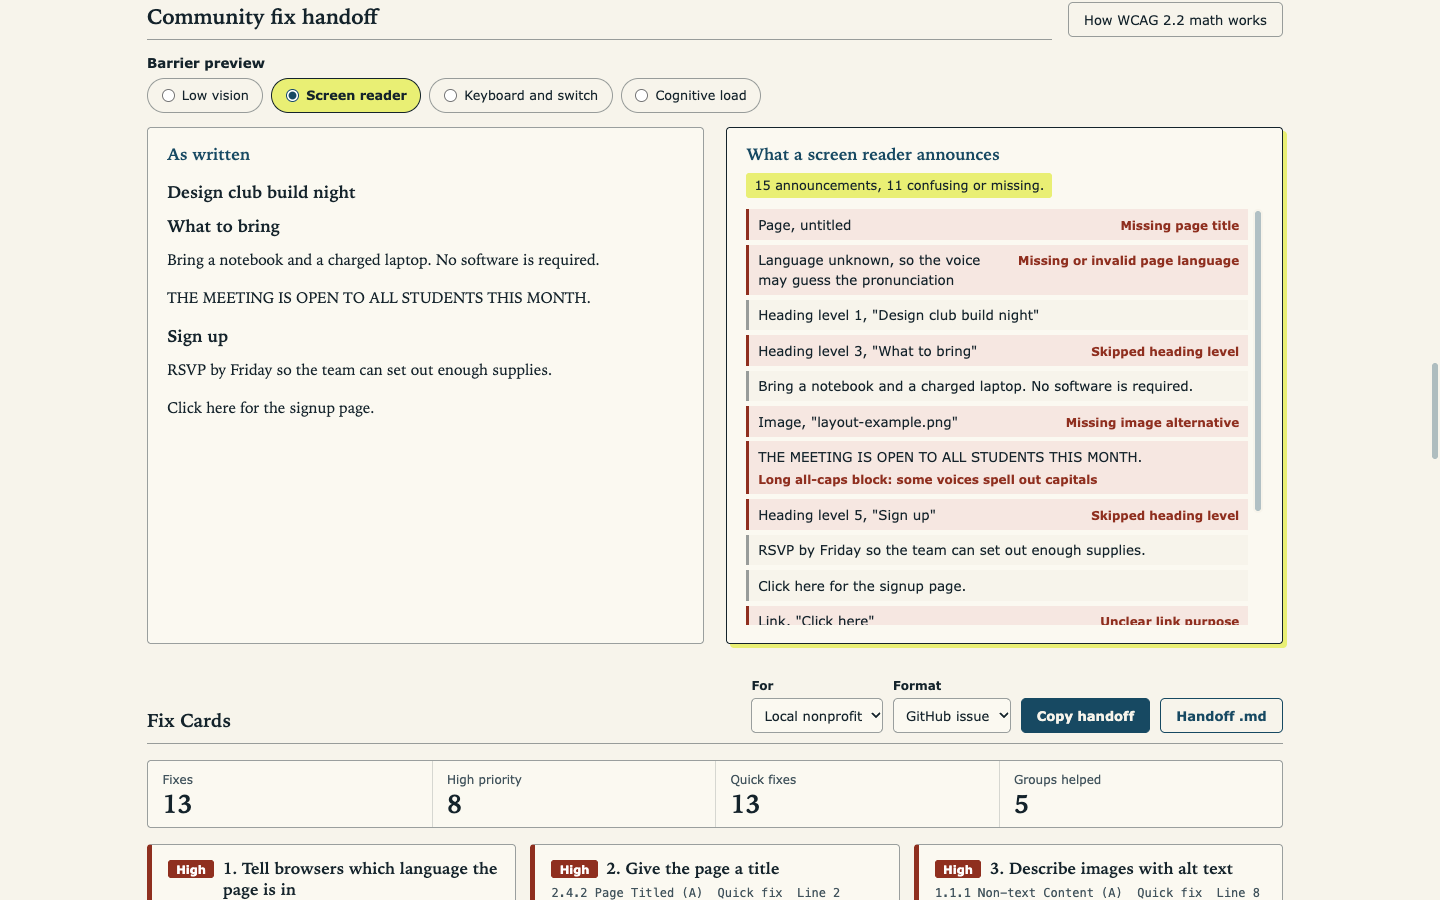 Community fix handoff
How WCAG 2.2 math works
Barrier preview
Low vision
Screen reader
Keyboard and switch
Cognitive load
As written
Design club build night
What to bring
Bring a notebook and a charged laptop. No software is required.
THE MEETING IS OPEN TO ALL STUDENTS THIS MONTH.
Sign up
RSVP by Friday so the team can set out enough supplies.
Click here for the signup page.
What a screen reader announces
15 announcements, 11 confusing or missing.
Page, untitled
Missing page title
Language unknown, so the voice
may guess the pronunciation
Missing or invalid page language
Heading level 1, "Design club build night"
Heading level 3, "What to bring"
Skipped heading level
Bring a notebook and a charged laptop. No software is required.
Image, "layout-example.png"
Missing image alternative
THE MEETING IS OPEN TO ALL STUDENTS THIS MONTH.
Long all-caps block: some voices spell out capitals
Heading level 5, "Sign up"
Skipped heading level
RSVP by Friday so the team can set out enough supplies.
Click here for the signup page.
Link, "Click here"
Unclear link purpose
Fix Cards
For
Local nonprofit
Format
GitHub issue
Copy handoff
Handoff .md
Fixes
13
High priority
8
Quick fixes
13
Groups helped
5
High
1. Tell browsers which language the
page is in
High
2. Give the page a title
2.4.2 Page Titled (A) Quick fix Line 2
High
3. Describe images with alt text
1.1.1 Non-text Content (A) Quick fix Line 8